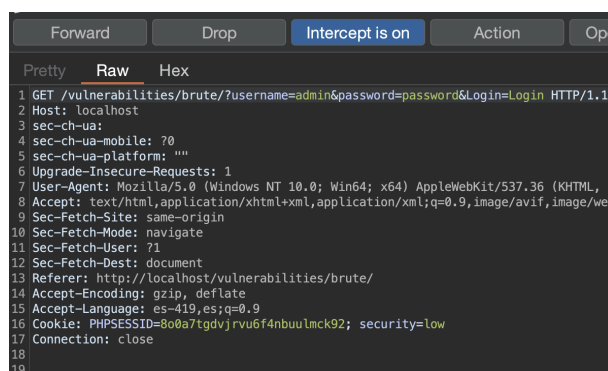 Forward Drop Intercept is on Action Op
Pretty Raw Hex
1 GET /vulnerabilities/brute/?username=admin&password=password&Login=Login HTTP/1.1
2 Host: localhost
3 sec-ch-ua:
4 sec-ch-ua-mobile: ?0
5 sec-ch-ua-platform: ""
6 Upgrade-Insecure-Requests: 1
7 User-Agent: Mozilla/5.0 (Windows NT 10.0; Win64; x64) AppleWebKit/537.36 (KHTML,
8 Accept: text/html,application/xhtml+xml,application/xml;q=0.9,image/avif,image/we
9 Sec-Fetch-Site: same-origin
10 Sec-Fetch-Mode: navigate
11 Sec-Fetch-User: ?1
12 Sec-Fetch-Dest: document
13 Referer: http://localhost/vulnerabilities/brute/
14 Accept-Encoding: gzip, deflate
15 Accept-Language: es-419,es;q=0.9
16 Cookie: PHPSESSID=8o0a7tgdvjrvu6f4nbuulmck92; security=low
17 Connection: close
18
19